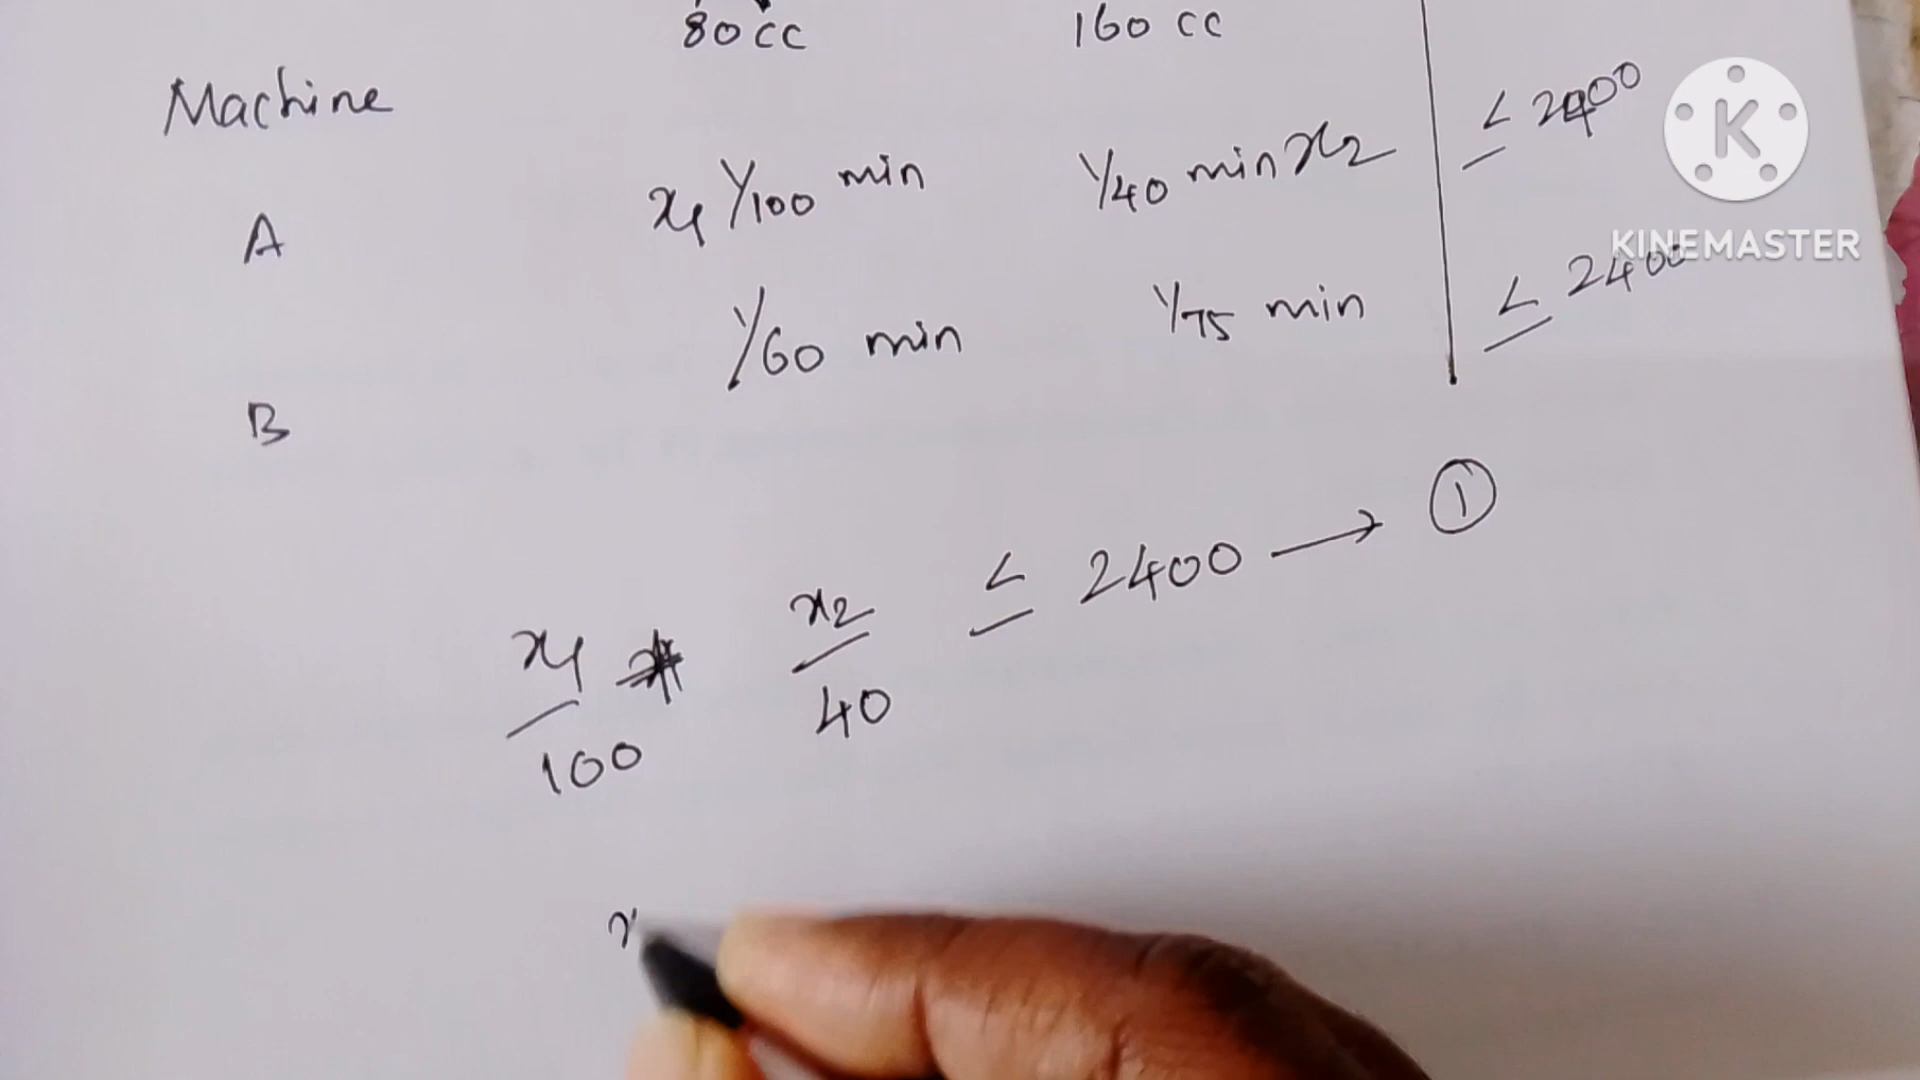 80 cc 160 cc
Machine
A x1 1/100 min 1/40 min x2 ≤ 2400
B 1/60 min 1/75 min ≤ 2400
x1/100 + x2/40 ≤ 2400 → ①
x
K
KINEMASTER